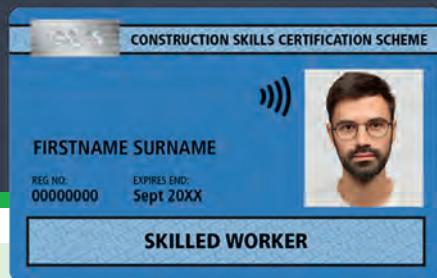 CONSTRUCTION SKILLS CERTIFICATION SCHEME
FIRSTNAME SURNAME
REG NO: EXPIRES END:
00000000 Sept 20XX
SKILLED WORKER